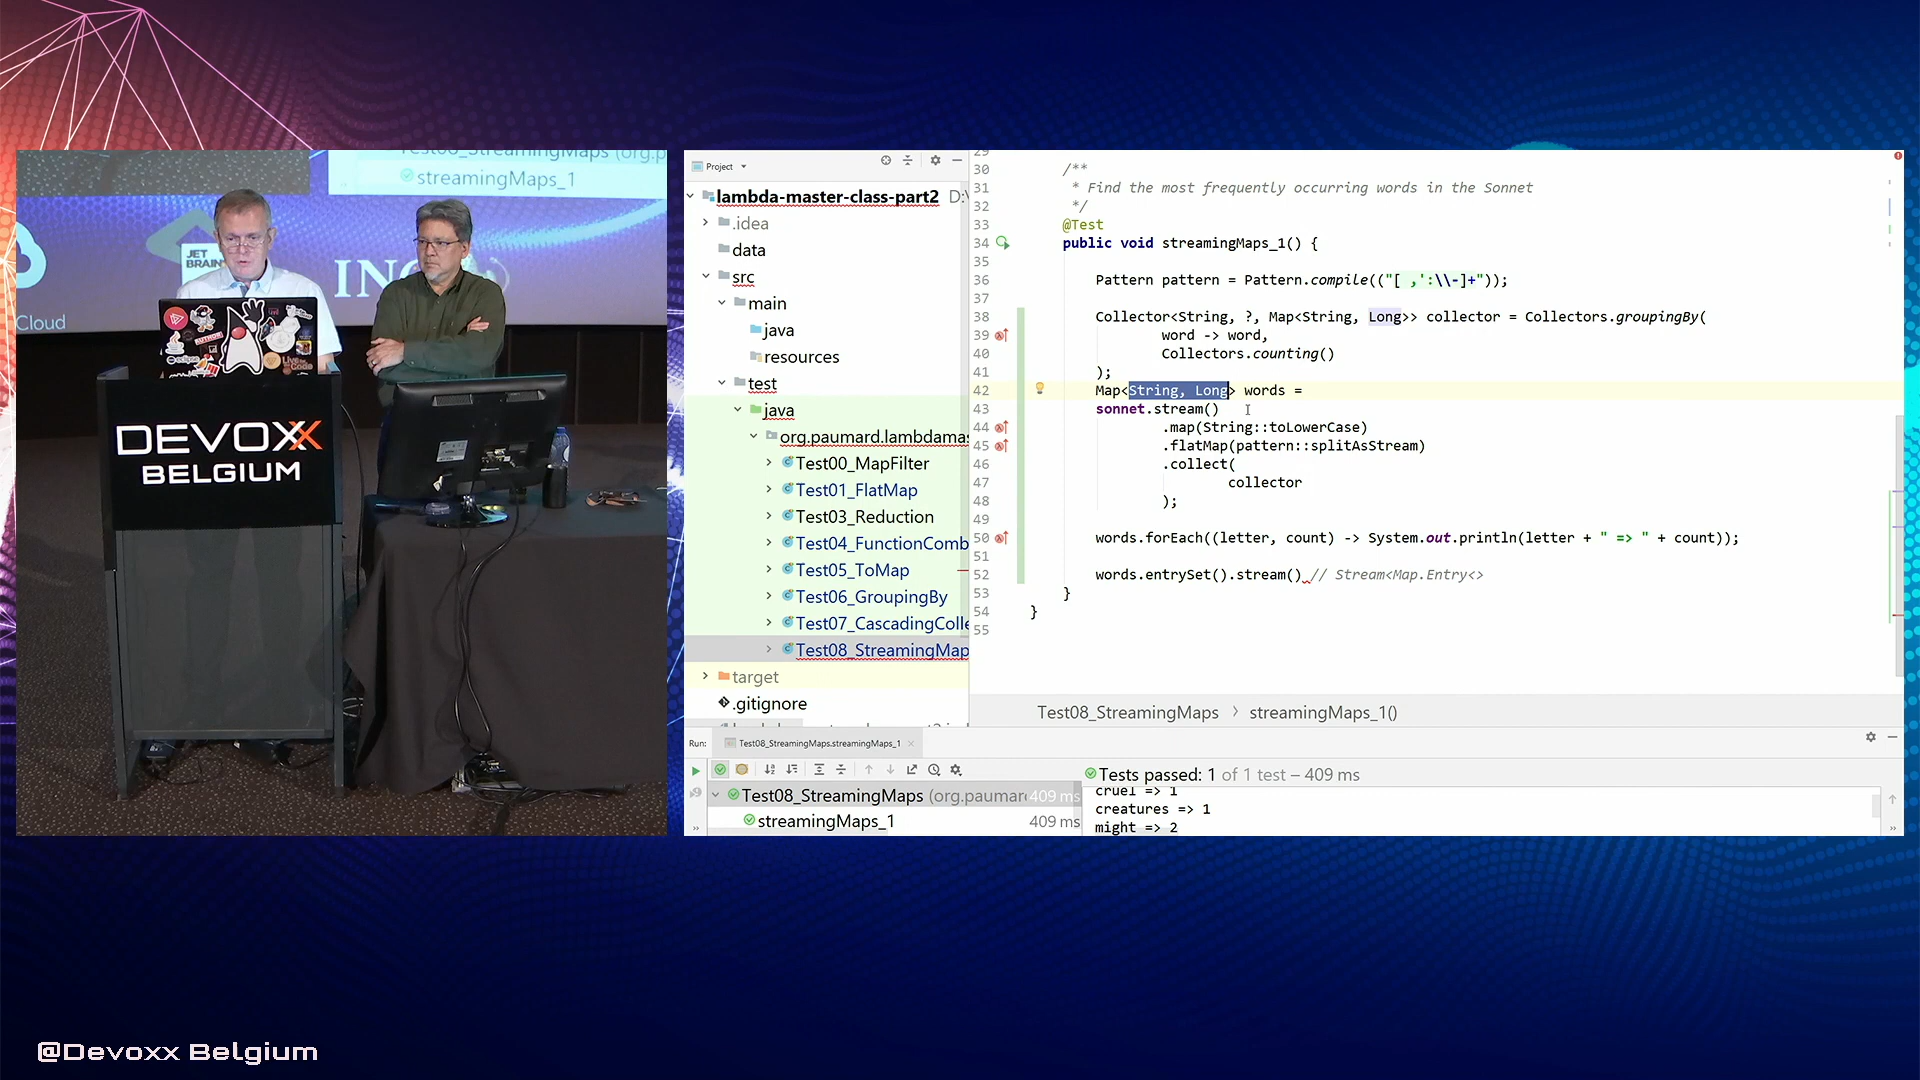 streamingMaps_1
JET
BRAIN
ING
Cloud
DEVOXX
BELGIUM
@Devoxx Belgium
Project
lambda-master-class-part2
.idea
data
src
main
java
resources
test
java
org.paumard.lambdamas
Test00_MapFilter
Test01_FlatMap
Test03_Reduction
Test04_FunctionComb
Test05_ToMap
Test06_GroupingBy
Test07_CascadingColle
Test08_StreamingMap
target
.gitignore
29
30 /**
31 * Find the most frequently occurring words in the Sonnet
32 */
33 @Test
34 public void streamingMaps_1() {
35
36 Pattern pattern = Pattern.compile(("[ ,':\\-]+"));
37
38 Collector<String, ?, Map<String, Long>> collector = Collectors.groupingBy(
39 word -> word,
40 Collectors.counting()
41 );
42 Map<String, Long> words =
43 sonnet.stream()
44 .map(String::toLowerCase)
45 .flatMap(pattern::splitAsStream)
46 .collect(
47 collector
48 );
49
50 words.forEach((letter, count) -> System.out.println(letter + " => " + count));
51
52 words.entrySet().stream() // Stream<Map.Entry<>
53 }
54 }
55
Test08_StreamingMaps > streamingMaps_1()
Run: Test08_StreamingMaps.streamingMaps_1
Tests passed: 1 of 1 test – 409 ms
Test08_StreamingMaps (org.paumar 409 ms
streamingMaps_1 409 ms
cruel => 1
creatures => 1
might => 2